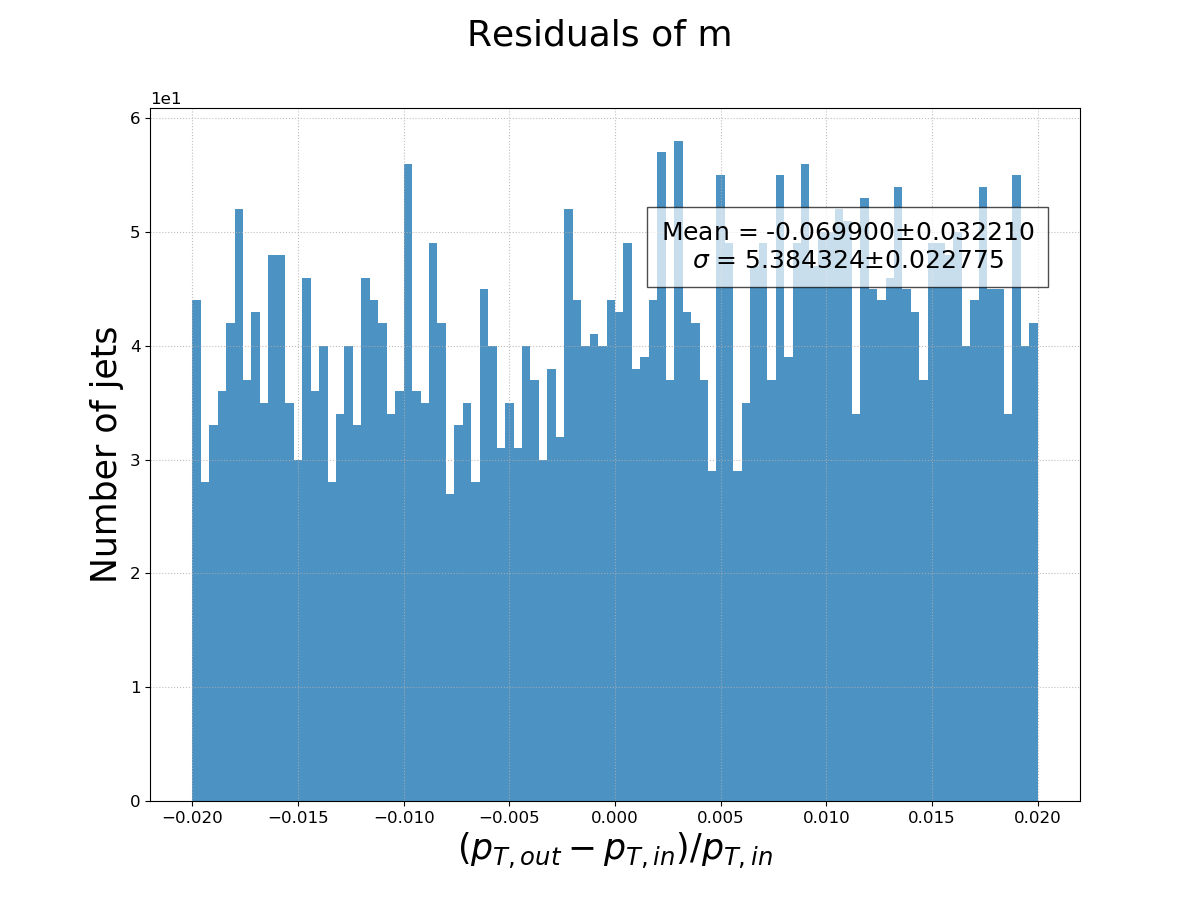 Residuals of m
1e1
6
5
4
3
2
1
0
Number of jets
Mean = -0.069900±0.032210
σ = 5.384324±0.022775
−0.020 −0.015 −0.010 −0.005 0.000 0.005 0.010 0.015 0.020
(p_{T,out} − p_{T,in})/p_{T,in}